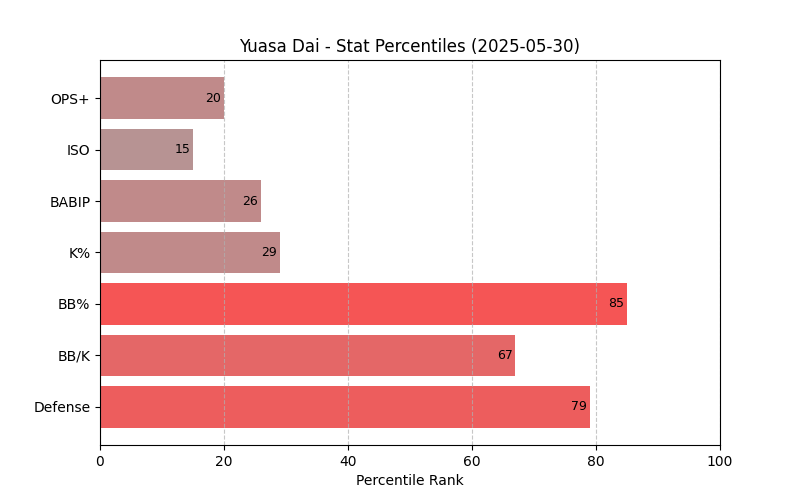 Yuasa Dai - Stat Percentiles (2025-05-30)
OPS+ 20
ISO 15
BABIP 26
K% 29
BB% 85
BB/K 67
Defense 79
0 20 40 60 80 100
Percentile Rank